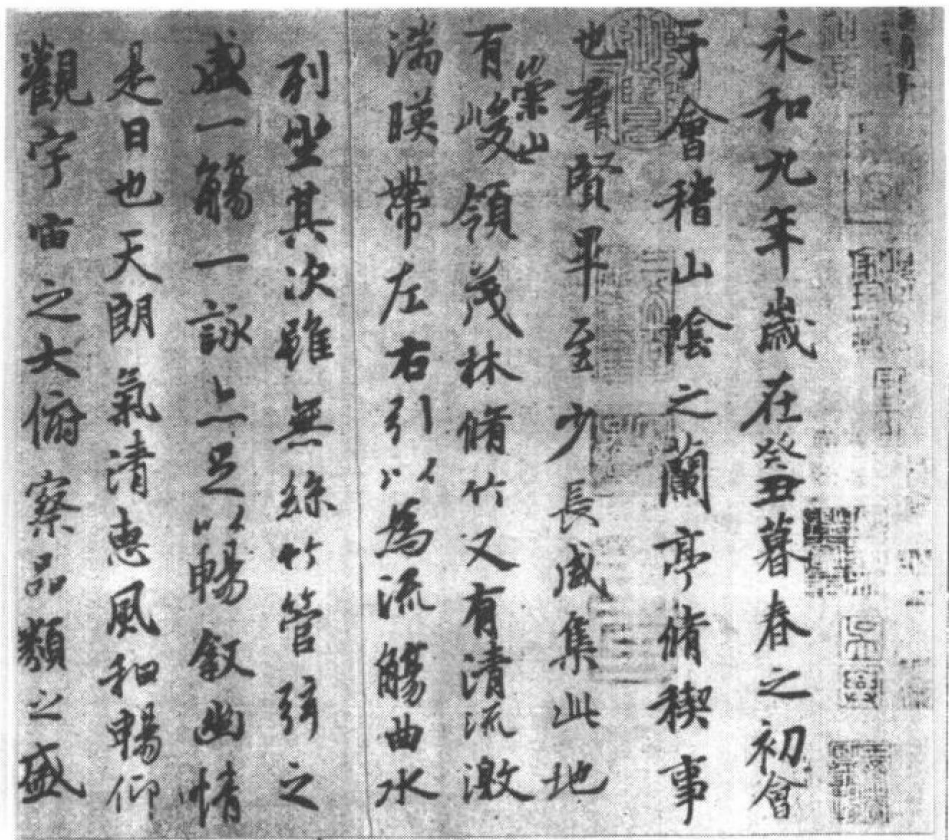 永和九年歲在癸丑暮春之初會
于會稽山陰之蘭亭脩稧事
也羣賢畢至少長咸集此地
有崇山峻領茂林脩竹又有清流激
湍暎帶左右引以為流觴曲水
列坐其次雖無絲竹管弦之
盛一觴一詠亦足以暢敘幽情
是日也天朗氣清惠風和暢仰
觀宇宙之大俯察品類之盛